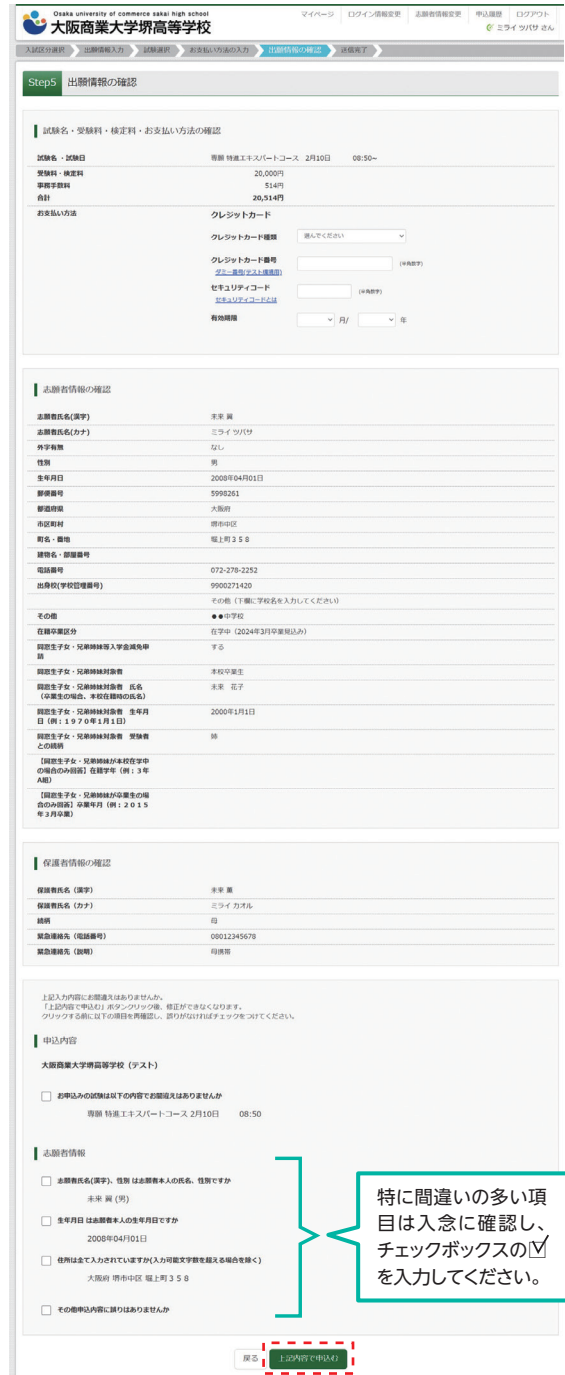 Osaka university of commerce sakai high school
大阪商業大学堺高等学校
マイページ ログイン情報変更 志願者情報変更 申込履歴 ログアウト
ミライ ツバサ さん
入試区分選択 出願情報入力 試験選択 お支払い方法の入力 出願情報の確認 送信完了
Step5 出願情報の確認
試験名・受験料・検定料・お支払い方法の確認
試験名 ・試験日 専願 特進エキスパートコース 2月10日 08:50~
受験料・検定料 20,000円
事務手数料 514円
合計 20,514円
お支払い方法 クレジットカード
クレジットカード種類 選んでください
クレジットカード番号 (半角数字)
ダミー番号(テスト環境用)
セキュリティコード (半角数字)
セキュリティコードとは
有効期限 月/ 年
志願者情報の確認
志願者氏名(漢字) 未来 翼
志願者氏名(カナ) ミライ ツバサ
外字有無 なし
性別 男
生年月日 2008年04月01日
郵便番号 5998261
都道府県 大阪府
市区町村 堺市中区
町名・番地 堀上町３５８
建物名・部屋番号
電話番号 072-278-2252
出身校(学校管理番号) 9900271420
その他（下欄に学校名を入力してください）
その他 ●●中学校
在籍卒業区分 在学中（2024年3月卒業見込み）
同窓生子女・兄弟姉妹等入学金減免申 する
請
同窓生子女・兄弟姉妹対象者 本校卒業生
同窓生子女・兄弟姉妹対象者 氏名 未来 花子
（卒業生の場合、本校在籍時の氏名）
同窓生子女・兄弟姉妹対象者 生年月 2000年1月1日
日（例：１９７０年１月１日）
同窓生子女・兄弟姉妹対象者 受験者 姉
との続柄
【同窓生子女・兄弟姉妹が本校在学中
の場合のみ回答】在籍学年（例：３年
A組）
【同窓生子女・兄弟姉妹が卒業生の場
合のみ回答】卒業年月（例：２０１５
年３月卒業）
保護者情報の確認
保護者氏名（漢字） 未来 薫
保護者氏名（カナ） ミライ カオル
続柄 母
緊急連絡先（電話番号） 08012345678
緊急連絡先（説明） 母携帯
上記入力内容にお間違えはありませんか。
「上記内容で申込む」ボタンクリック後、修正ができなくなります。
クリックする前に以下の項目を再確認し、誤りがなければチェックをつけてください。
申込内容
大阪商業大学堺高等学校（テスト）
お申込みの試験は以下の内容でお間違えはありませんか
専願 特進エキスパートコース 2月10日 08:50
志願者情報
志願者氏名(漢字)、性別 は志願者本人の氏名、性別ですか
未来 翼 (男)
生年月日 は志願者本人の生年月日ですか
2008年04月01日
住所は全て入力されていますか(入力可能文字数を超える場合を除く)
大阪府 堺市中区 堀上町３５８
その他申込内容に誤りはありませんか
特に間違いの多い項
目は入念に確認し、
チェックボックスの☑
を入力してください。
戻る 上記内容で申込む